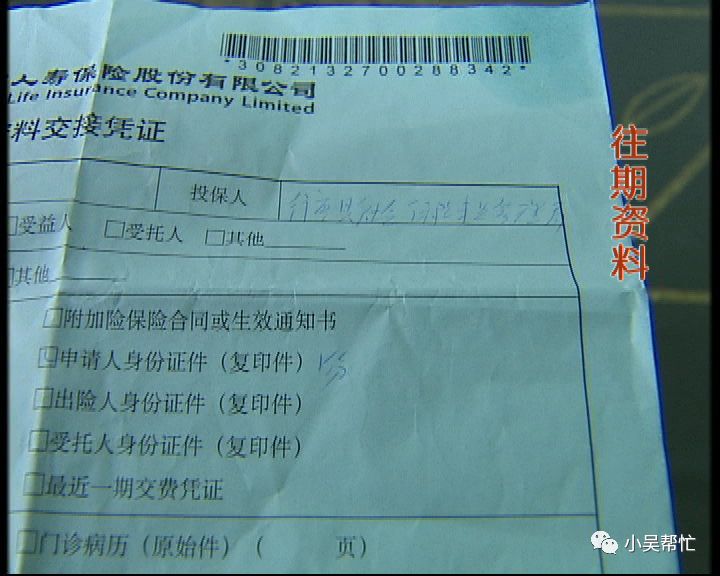 *3082132700288342*
人寿保险股份有限公司
Life Insurance Company Limited
料交接凭证
投保人
受益人 □受托人 □其他
其他
□附加险保险合同或生效通知书
□申请人身份证件（复印件） 1份
□出险人身份证件（复印件）
□受托人身份证件（复印件）
□最近一期交费凭证
□门诊病历（原始件）（ 页）
往期资料
小吴帮忙